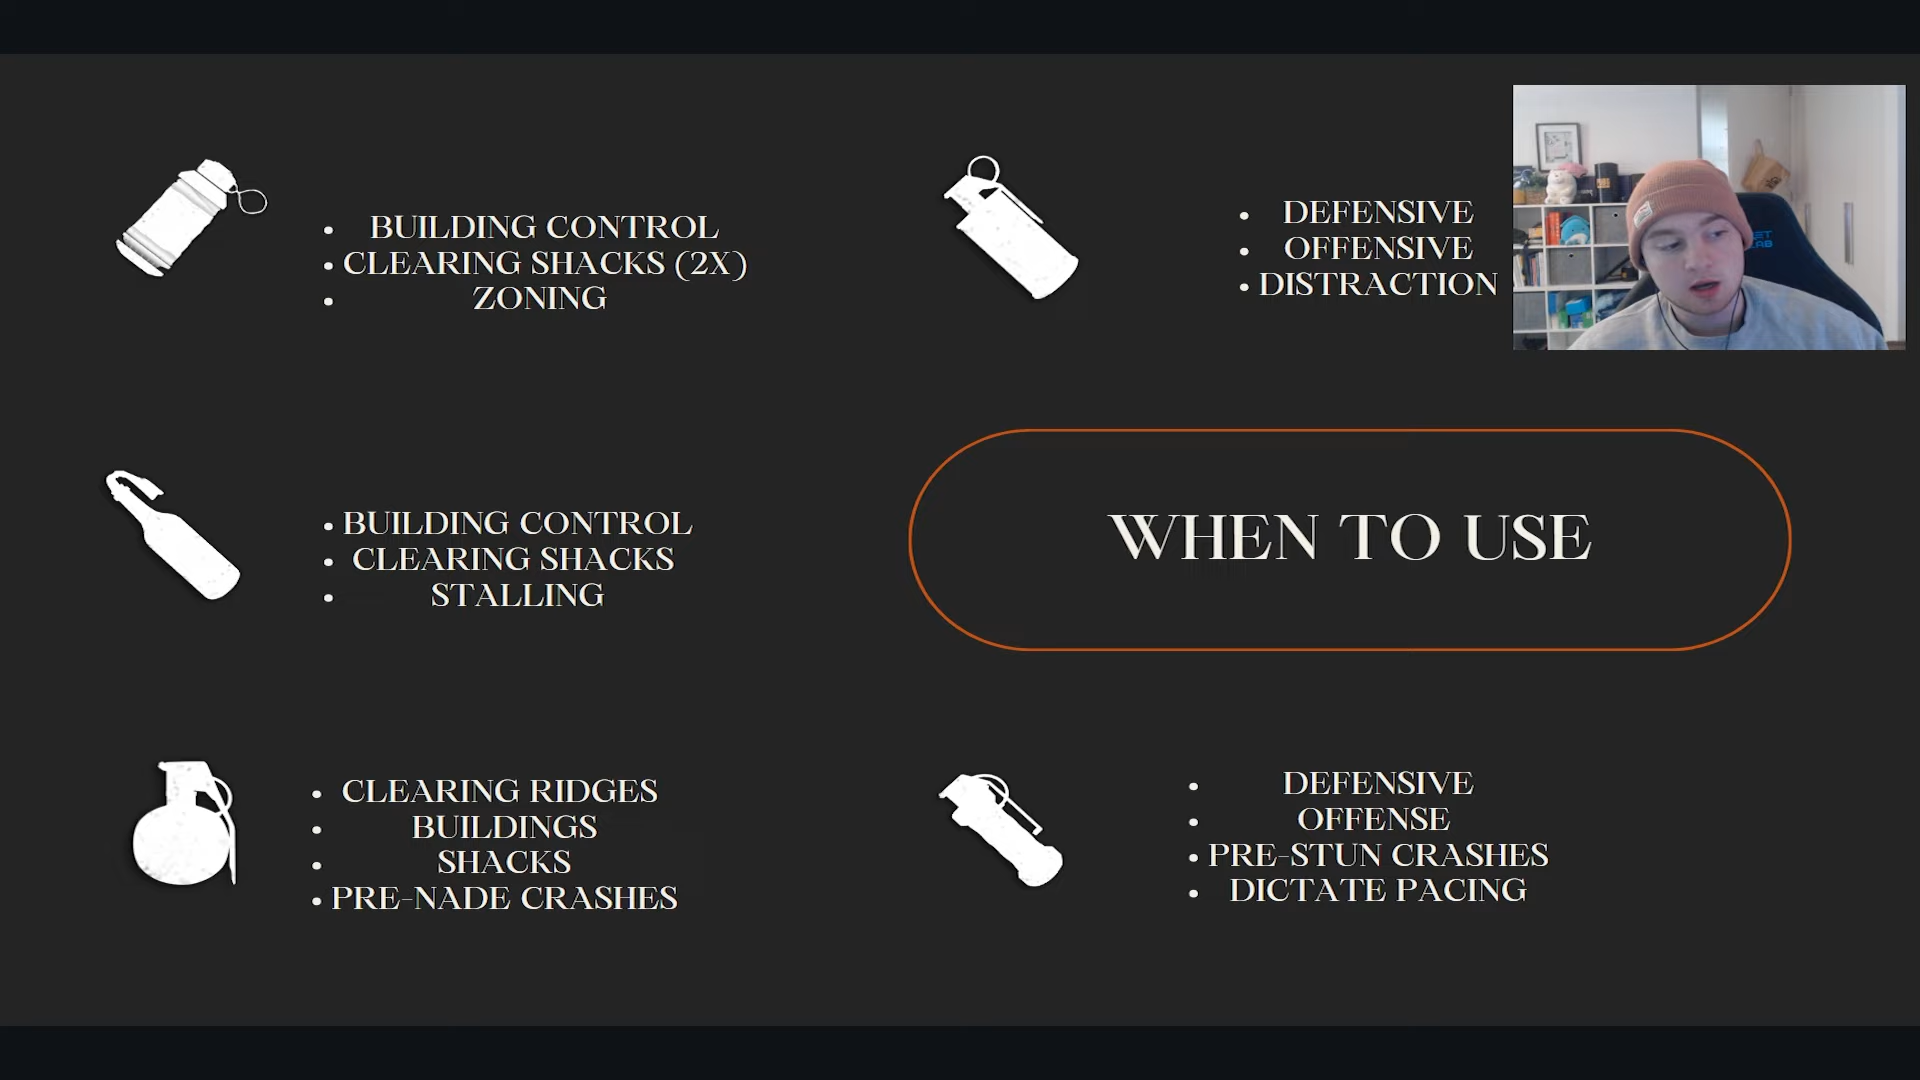 • BUILDING CONTROL
• CLEARING SHACKS (2X)
• ZONING
• DEFENSIVE
• OFFENSIVE
• DISTRACTION
• BUILDING CONTROL
• CLEARING SHACKS
• STALLING
WHEN TO USE
• CLEARING RIDGES
• BUILDINGS
• SHACKS
• PRE-NADE CRASHES
• DEFENSIVE
• OFFENSE
• PRE-STUN CRASHES
• DICTATE PACING